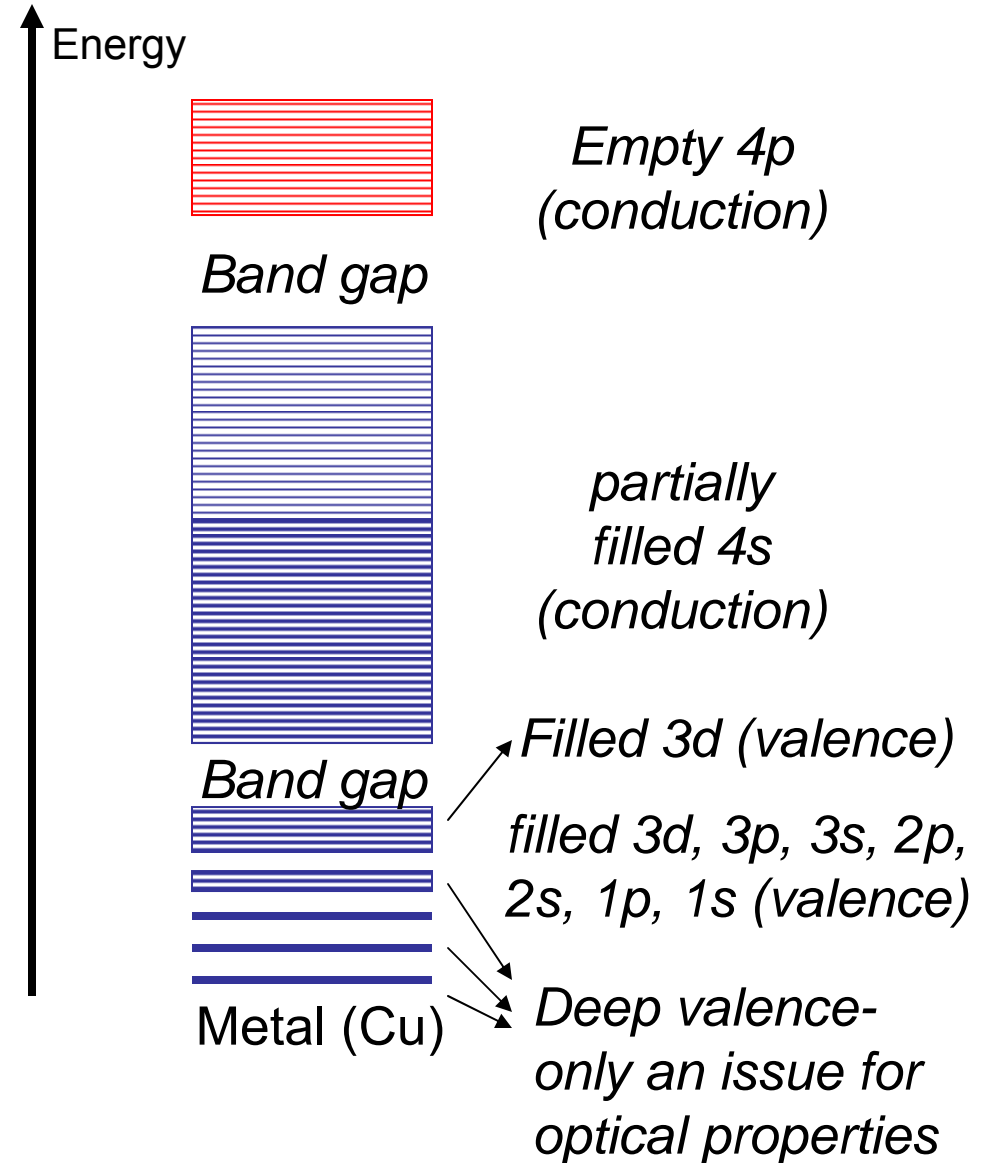 Energy
Empty 4p
(conduction)
Band gap
partially
filled 4s
(conduction)
Filled 3d (valence)
Band gap
filled 3d, 3p, 3s, 2p,
2s, 1p, 1s (valence)
Metal (Cu)
Deep valence-
only an issue for
optical properties